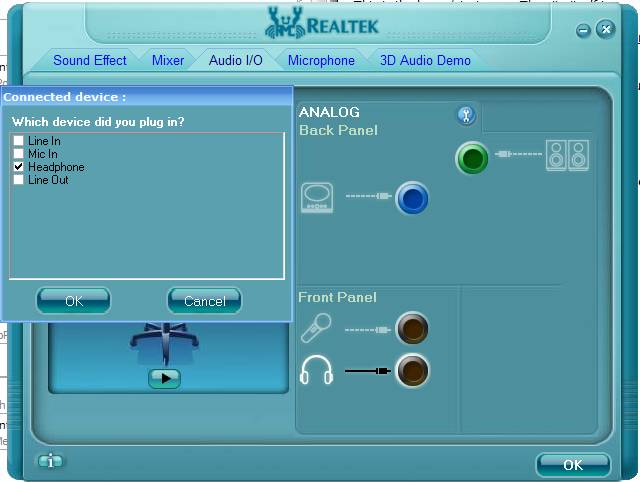 REALTEK
Sound Effect
Mixer
Audio I/O
Microphone
3D Audio Demo
Connected device :
Which device did you plug in?
Line In
Mic In
Headphone
Line Out
OK
Cancel
ANALOG
Back Panel
Front Panel
OK